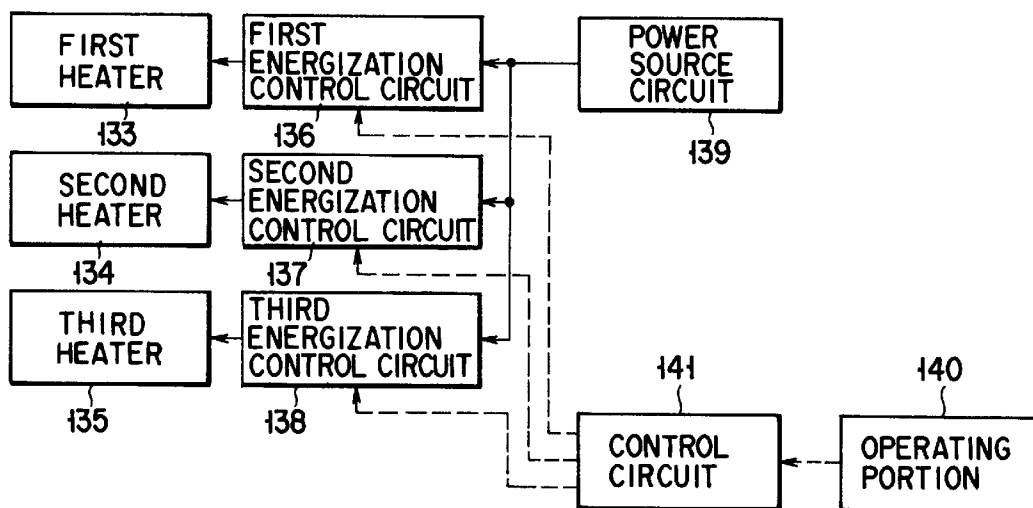 FIRST
HEATER
133
FIRST
ENERGIZATION
CONTROL CIRCUIT
136
POWER
SOURCE
CIRCUIT
139
SECOND
HEATER
134
SECOND
ENERGIZATION
CONTROL CIRCUIT
137
THIRD
HEATER
135
THIRD
ENERGIZATION
CONTROL CIRCUIT
138
141
CONTROL
CIRCUIT
140
OPERATING
PORTION